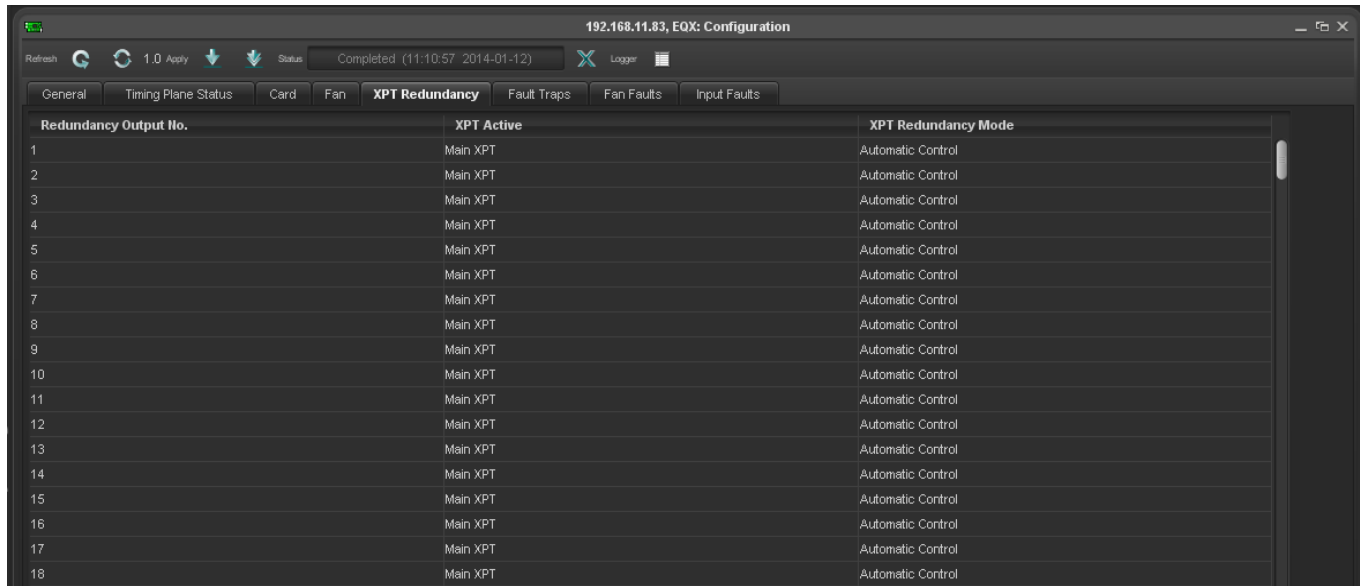 192.168.11.83, EQX: Configuration
Refresh 1.0 Apply Status Completed (11:10:57 2014-01-12) Logger
General Timing Plane Status Card Fan XPT Redundancy Fault Traps Fan Faults Input Faults
Redundancy Output No. XPT Active XPT Redundancy Mode
1 Main XPT Automatic Control
2 Main XPT Automatic Control
3 Main XPT Automatic Control
4 Main XPT Automatic Control
5 Main XPT Automatic Control
6 Main XPT Automatic Control
7 Main XPT Automatic Control
8 Main XPT Automatic Control
9 Main XPT Automatic Control
10 Main XPT Automatic Control
11 Main XPT Automatic Control
12 Main XPT Automatic Control
13 Main XPT Automatic Control
14 Main XPT Automatic Control
15 Main XPT Automatic Control
16 Main XPT Automatic Control
17 Main XPT Automatic Control
18 Main XPT Automatic Control